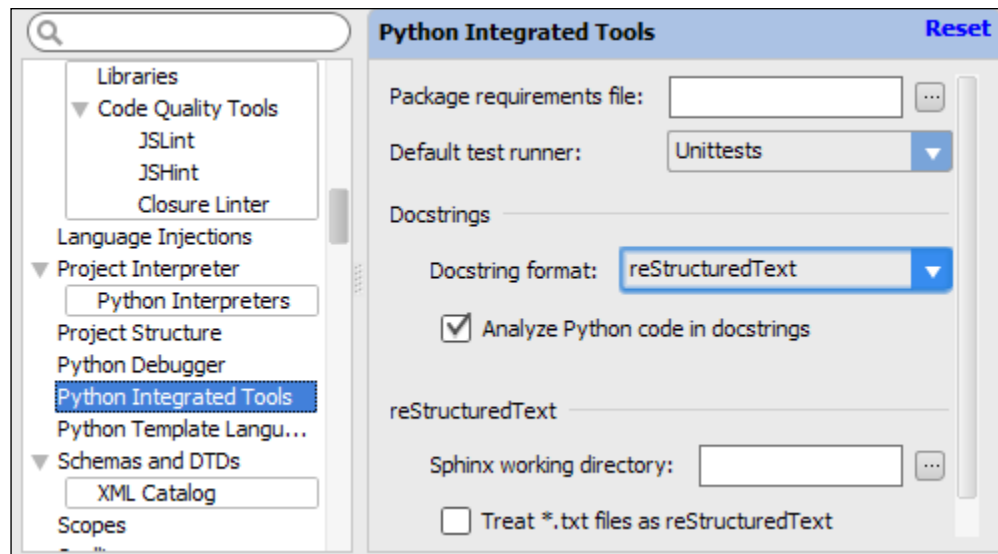 Libraries
Code Quality Tools
JSLint
JSHint
Closure Linter
Language Injections
Project Interpreter
Python Interpreters
Project Structure
Python Debugger
Python Integrated Tools
Python Template Langu...
Schemas and DTDs
XML Catalog
Scopes
Python Integrated Tools
Reset
Package requirements file:
...
Default test runner: Unittests
Docstrings
Docstring format: reStructuredText
Analyze Python code in docstrings
reStructuredText
Sphinx working directory:
...
Treat *.txt files as reStructuredText